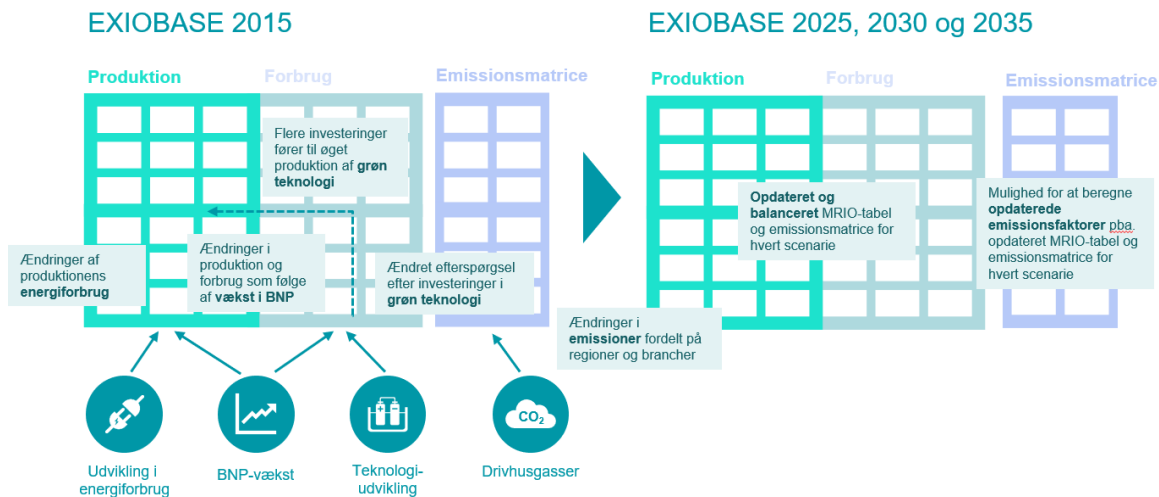 EXIOBASE 2015
Produktion
Forbrug
Emissionsmatrice
Flere investeringer
fører til øget
produktion af grøn
teknologi
Ændringer af
produktionens
energiforbrug
Ændringer i
produktion og
forbrug som følge
af vækst i BNP
Ændret efterspørgsel
efter investeringer i
grøn teknologi
CO2
Udvikling i
energiforbrug
BNP-vækst
Teknologi-
udvikling
Drivhusgasser
EXIOBASE 2025, 2030 og 2035
Produktion
Forbrug
Emissionsmatrice
Opdateret og
balanceret MRIO-tabel
og emissionsmatrice for
hvert scenarie
Mulighed for at beregne
opdaterede
emissionsfaktorer pba.
opdateret MRIO-tabel og
emissionsmatrice for
hvert scenarie
Ændringer i
emissioner fordelt på
regioner og brancher